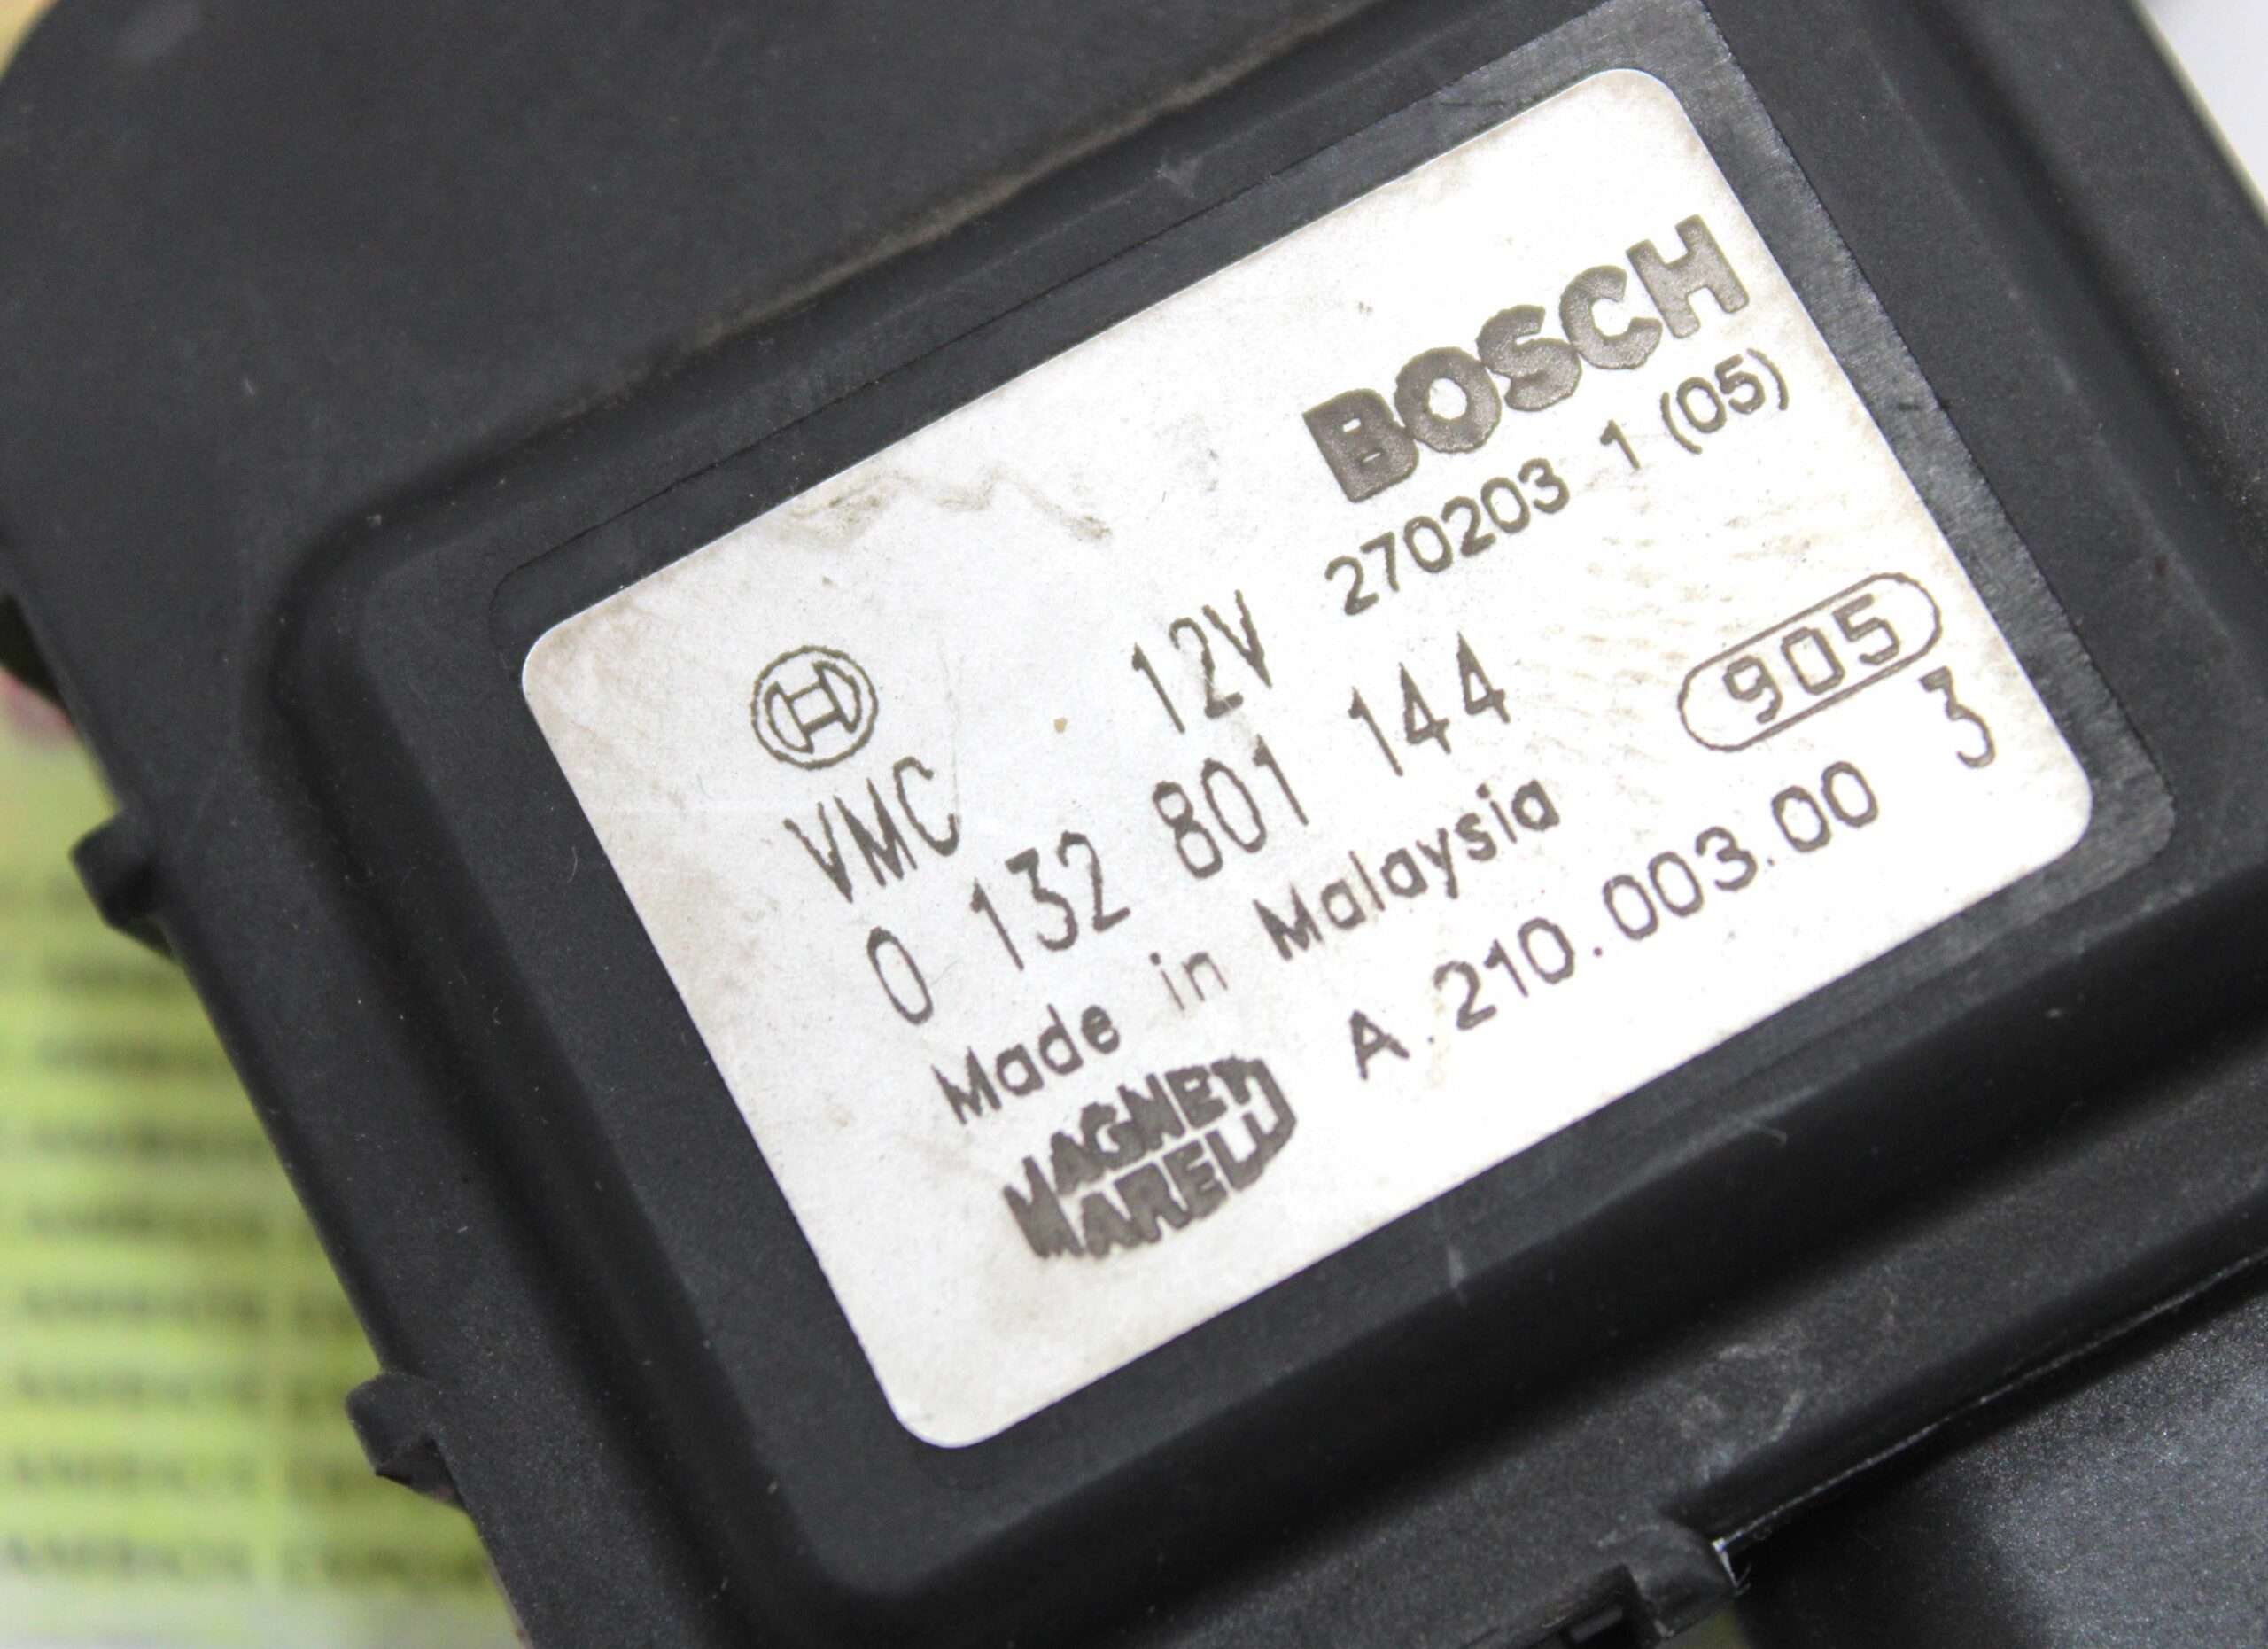 BOSCH
12V 270203 1 (05)
VMC
0 132 801 144 905
Made in Malaysia 3
MAGNETI A.210.003.00
MARELLI